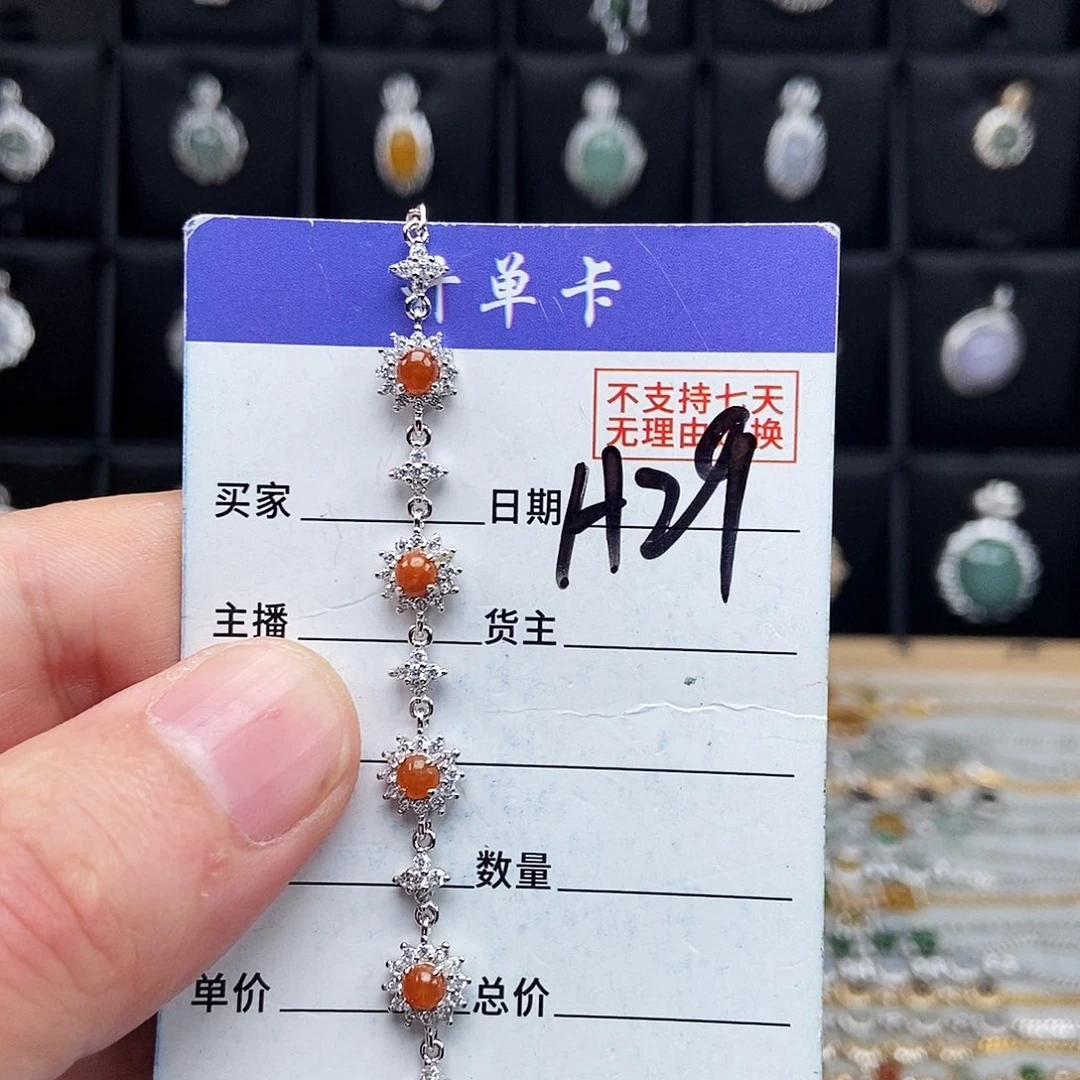 单卡
不支持七天
无理由 换
买家 日期 H29
主播 货主
数量
单价 总价